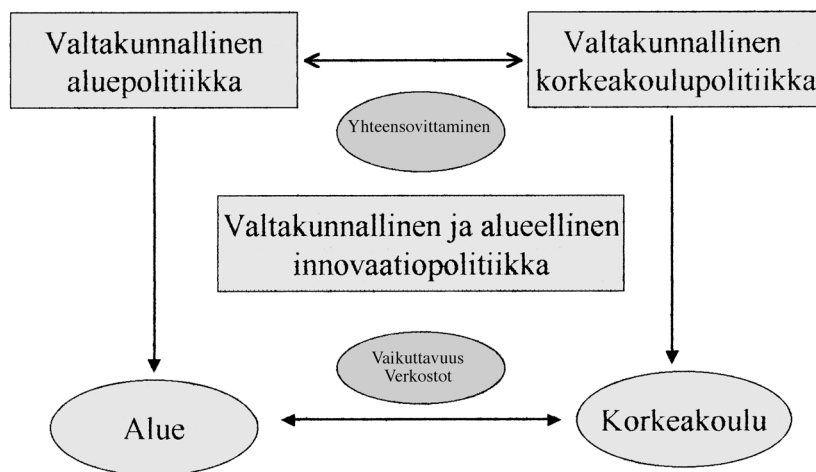 Valtakunnallinen
aluepolitiikka
Valtakunnallinen
korkeakoulupolitiikka
Yhteensovittaminen
Valtakunnallinen ja alueellinen
innovaatiopolitiikka
Vaikuttavuus
Verkostot
Alue
Korkeakoulu